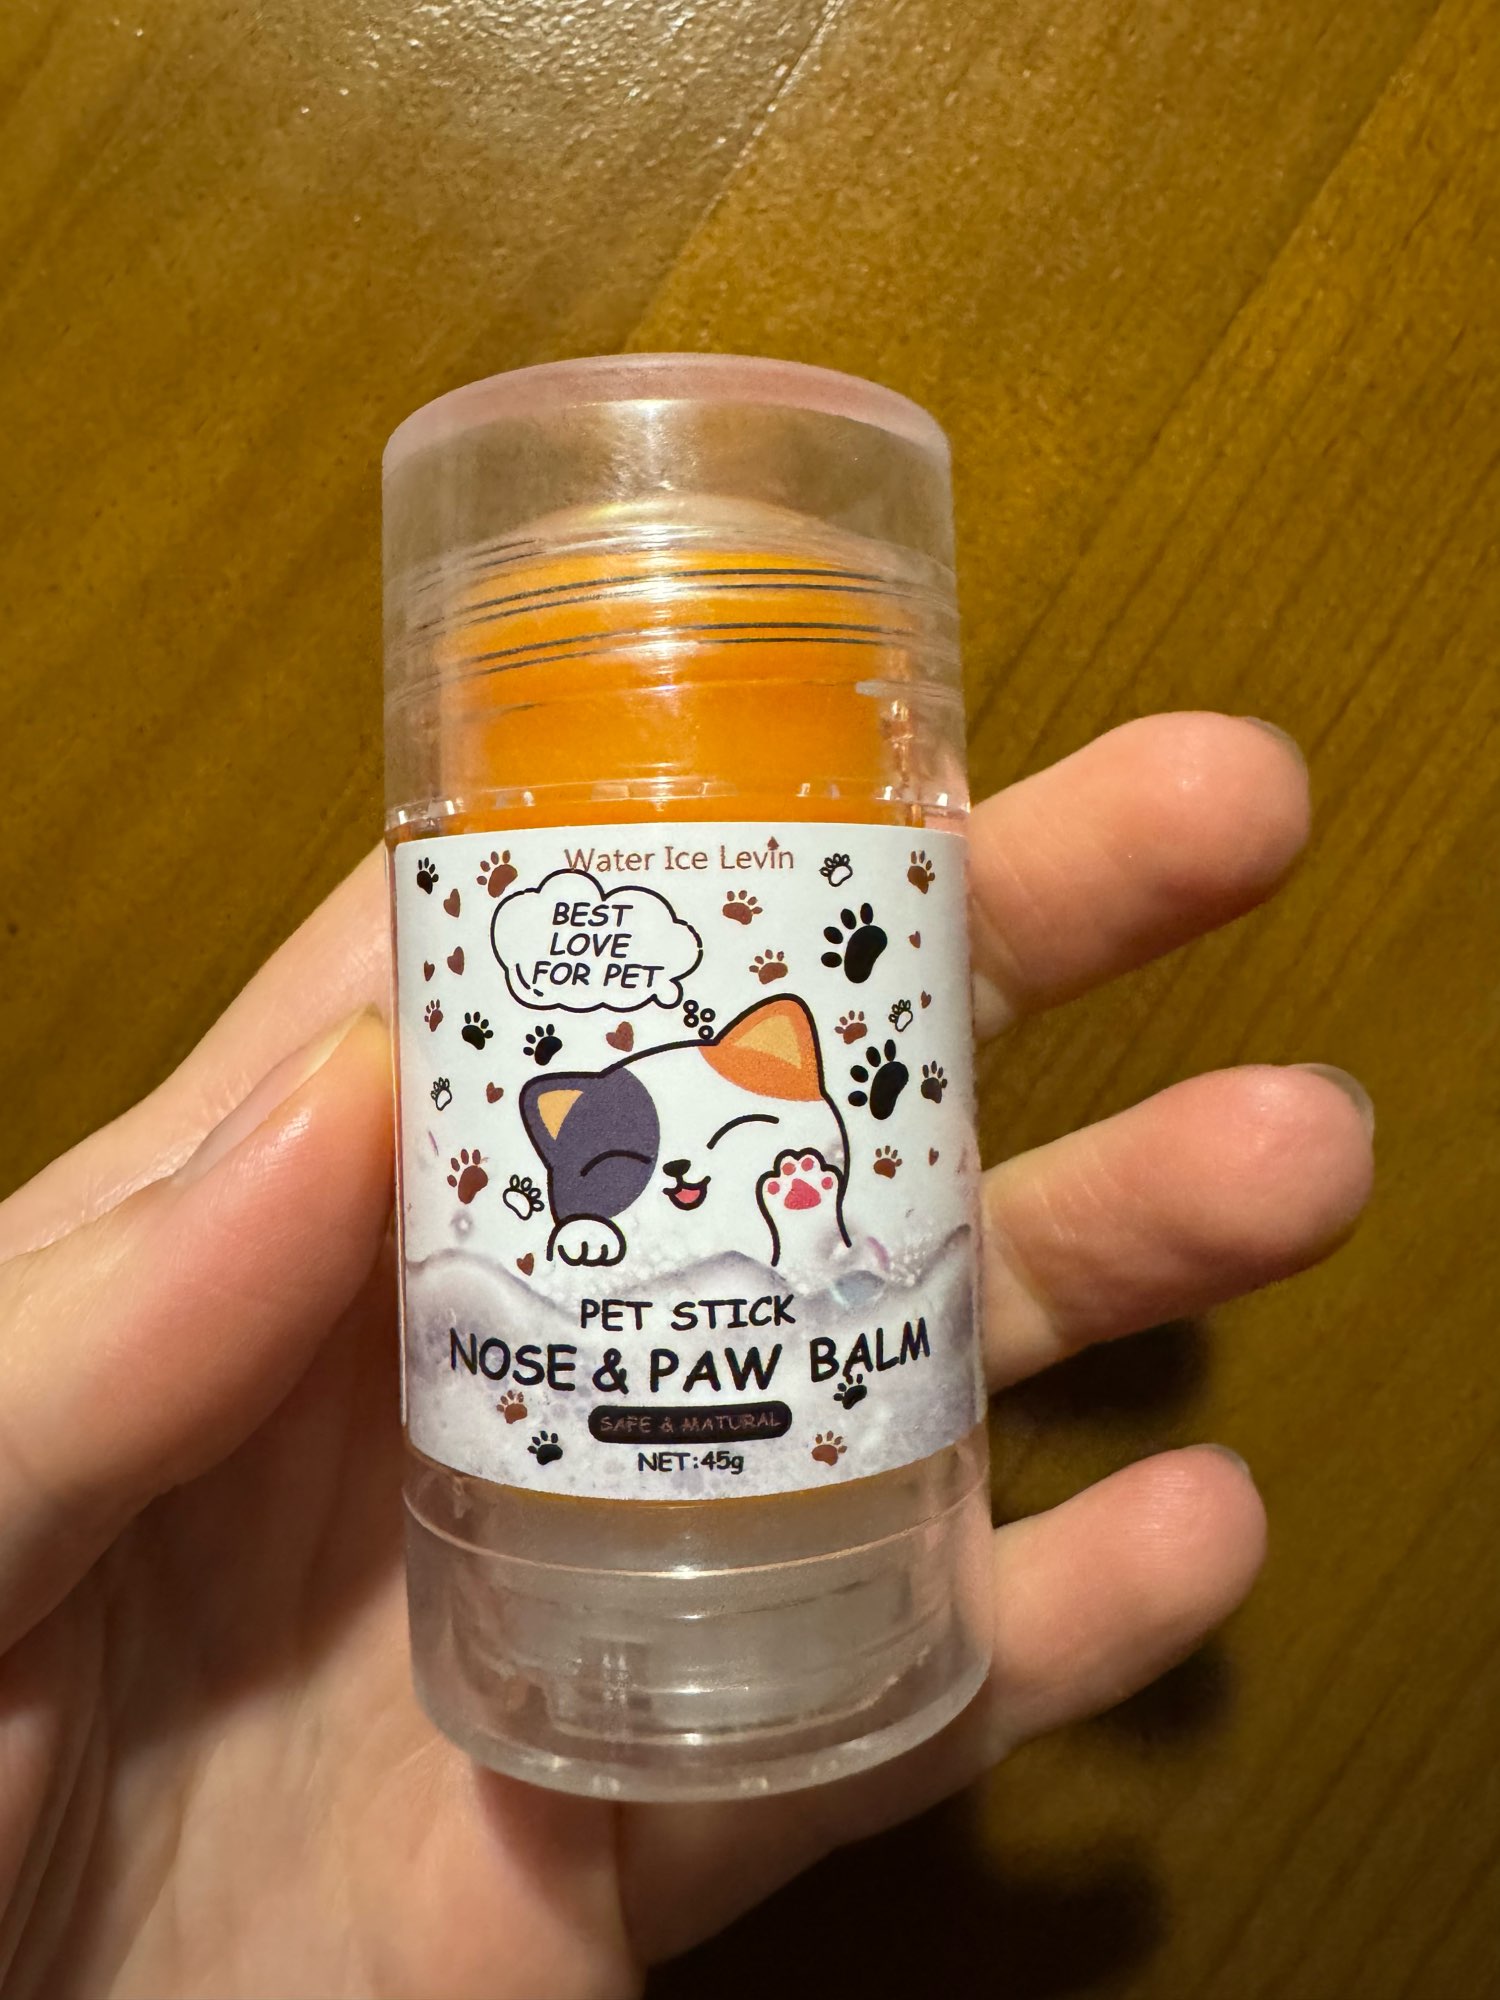 Water Ice Levin
BEST
LOVE
FOR PET
PET STICK
NOSE & PAW BALM
SAFE & NATURAL
NET:45g